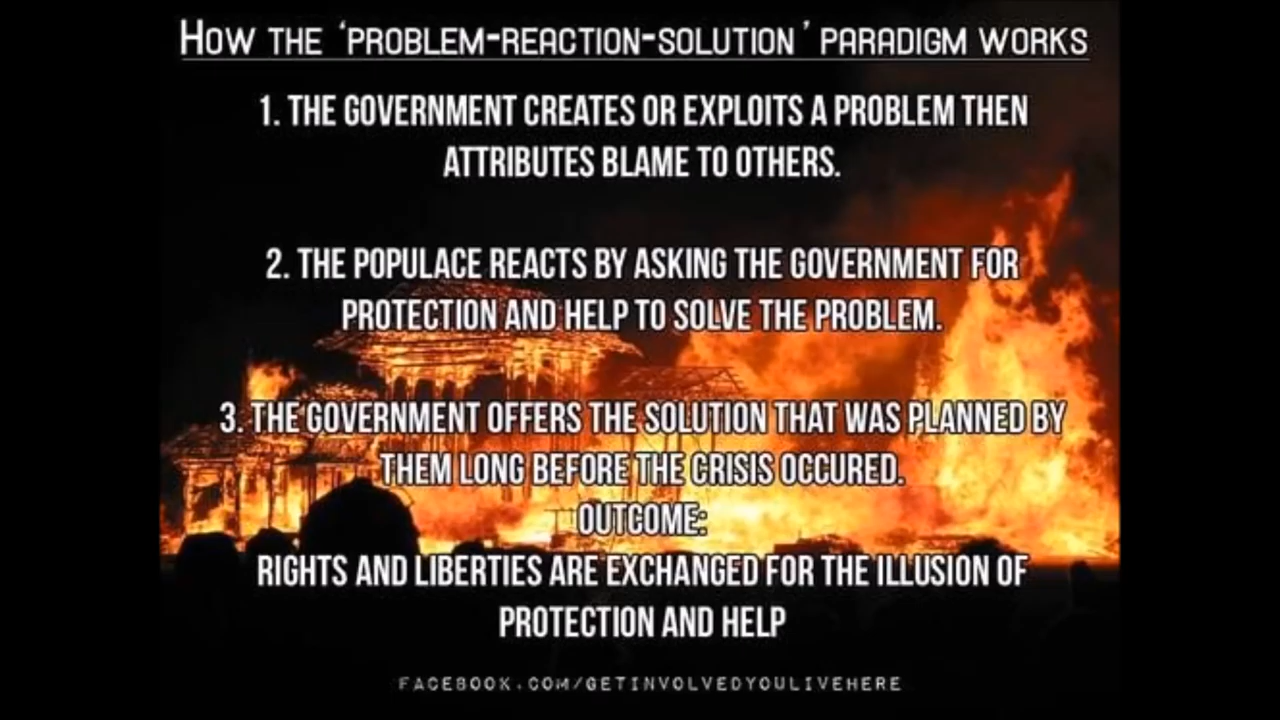 HOW THE ‘PROBLEM-REACTION-SOLUTION’ PARADIGM WORKS
1. THE GOVERNMENT CREATES OR EXPLOITS A PROBLEM THEN
ATTRIBUTES BLAME TO OTHERS.
2. THE POPULACE REACTS BY ASKING THE GOVERNMENT FOR
PROTECTION AND HELP TO SOLVE THE PROBLEM.
3. THE GOVERNMENT OFFERS THE SOLUTION THAT WAS PLANNED BY
THEM LONG BEFORE THE CRISIS OCCURED.
OUTCOME:
RIGHTS AND LIBERTIES ARE EXCHANGED FOR THE ILLUSION OF
PROTECTION AND HELP
FACEBOOK.COM/GETINVOLVEDYOULIVEHERE